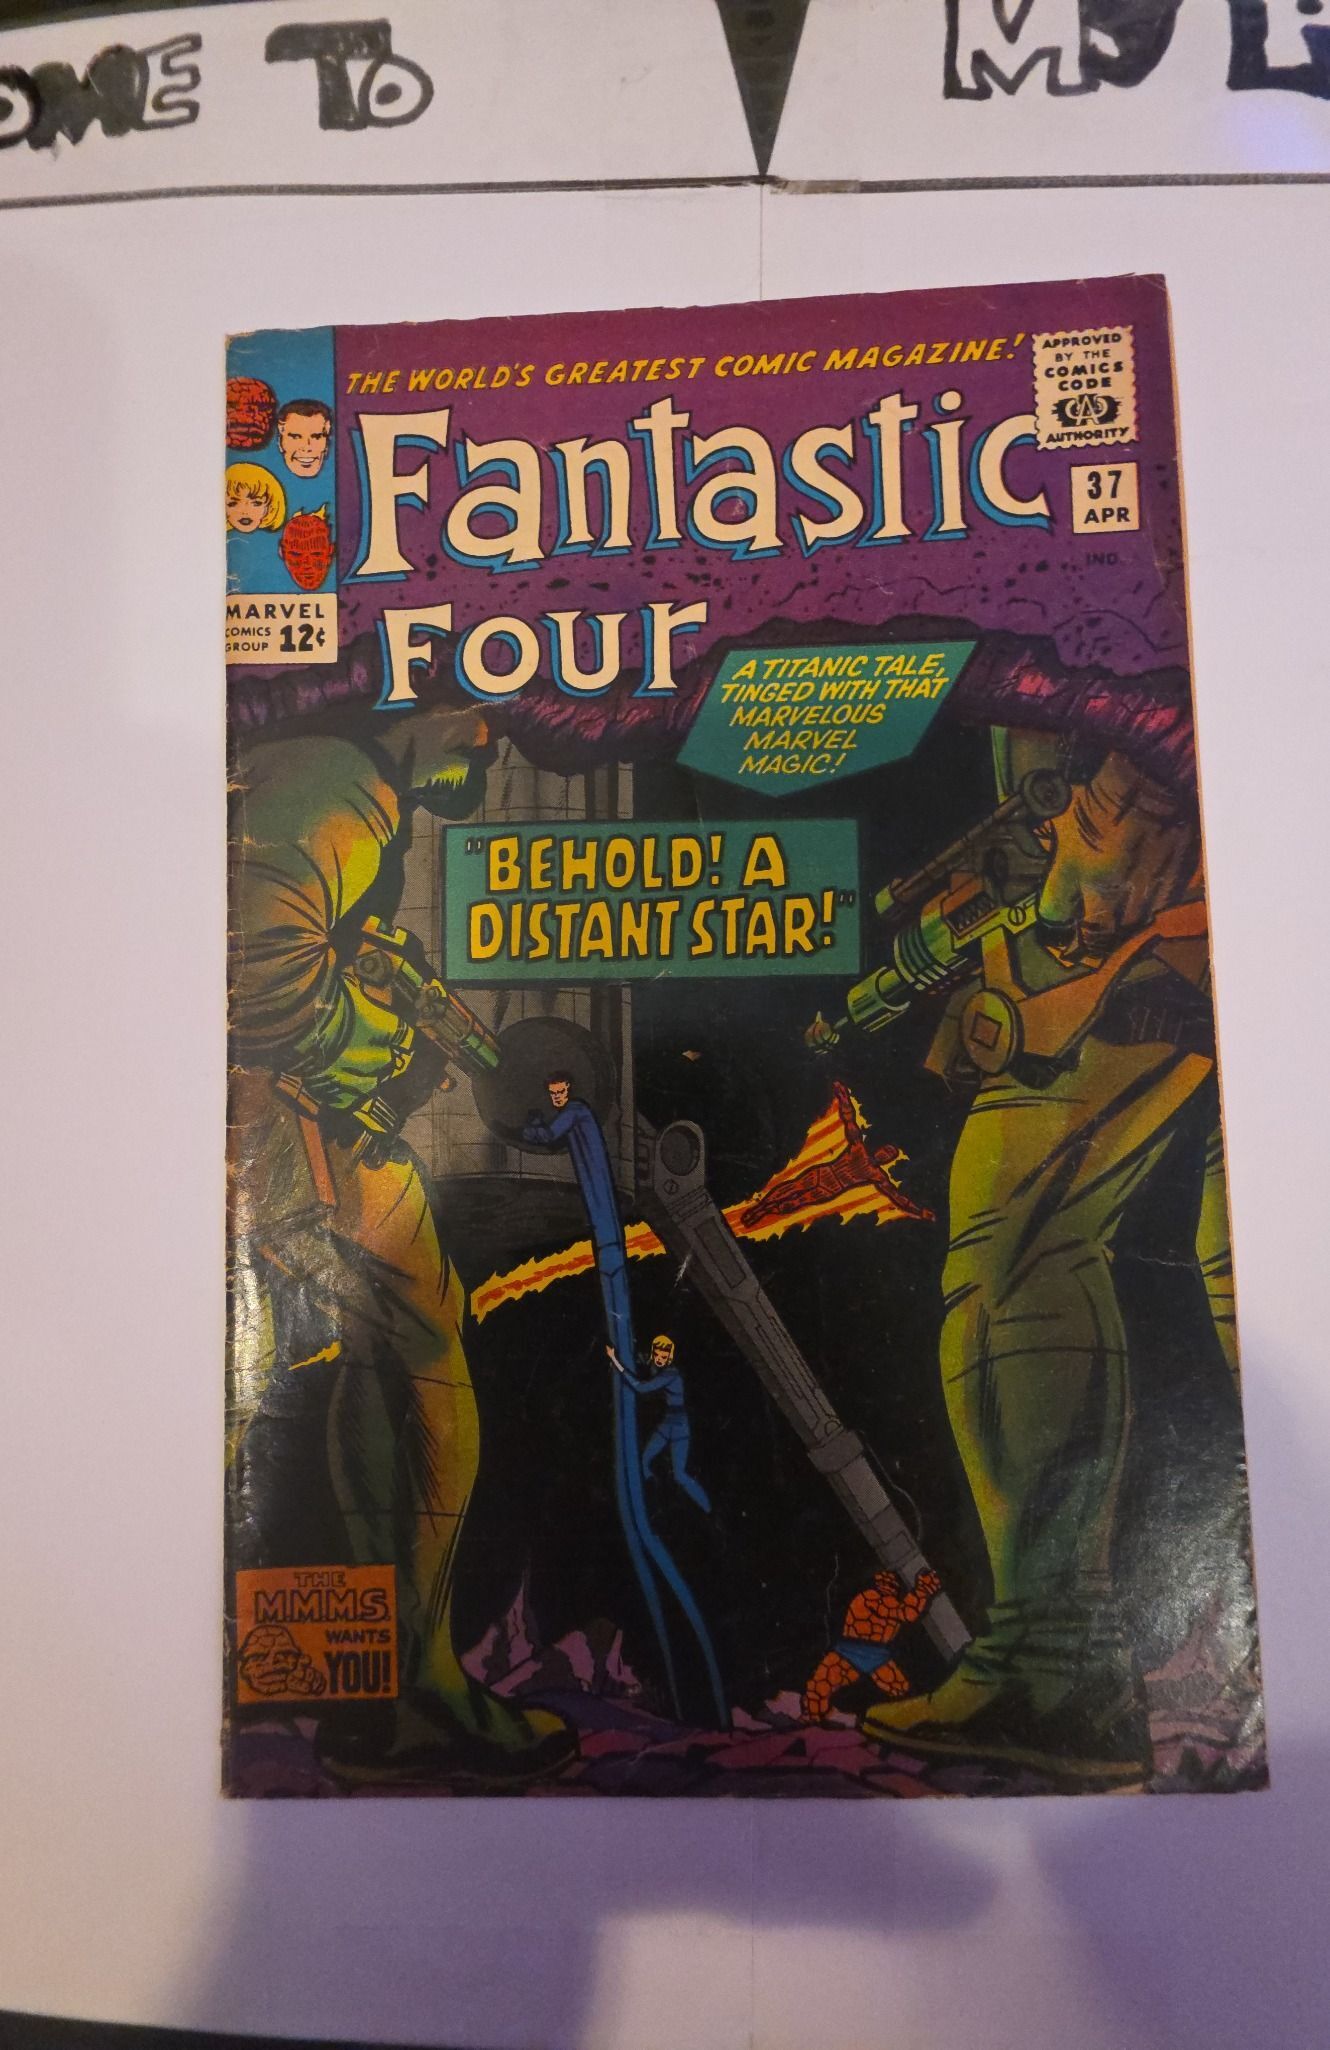 OME TO
THE WORLD'S GREATEST COMIC MAGAZINE!
APPROVED
BY THE
COMICS
CODE
CA
AUTHORITY
Fantastic
Four
37
APR
IND.
MARVEL
COMICS
GROUP 12¢
A TITANIC TALE,
TINGED WITH THAT
MARVELOUS
MARVEL
MAGIC!
"BEHOLD! A
DISTANT STAR!"
THE
M.M.M.S.
WANTS
YOU!